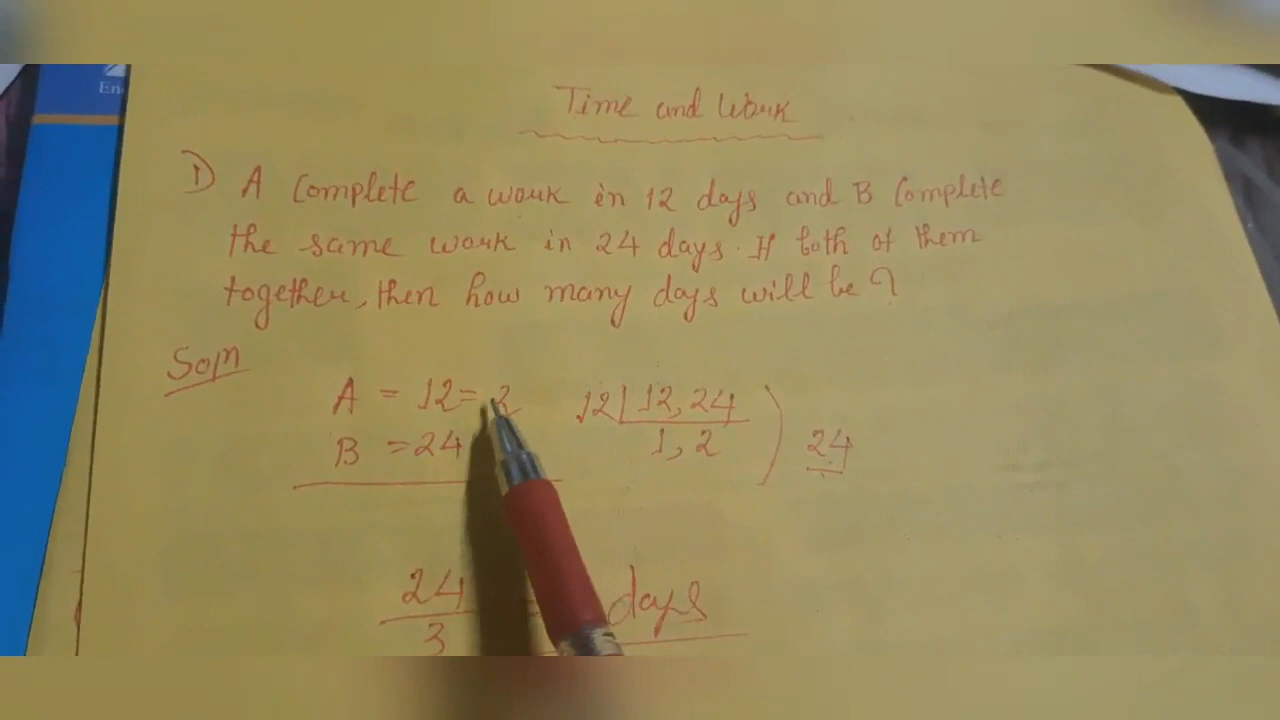 En
Time and Work
1) A Complete a work in 12 days and B Complete
the same work in 24 days. If both of them
together, then how many days will be?
Soln
A = 12 = 2
12 | 12, 24
B = 24
1, 2
) 24
24
3
days